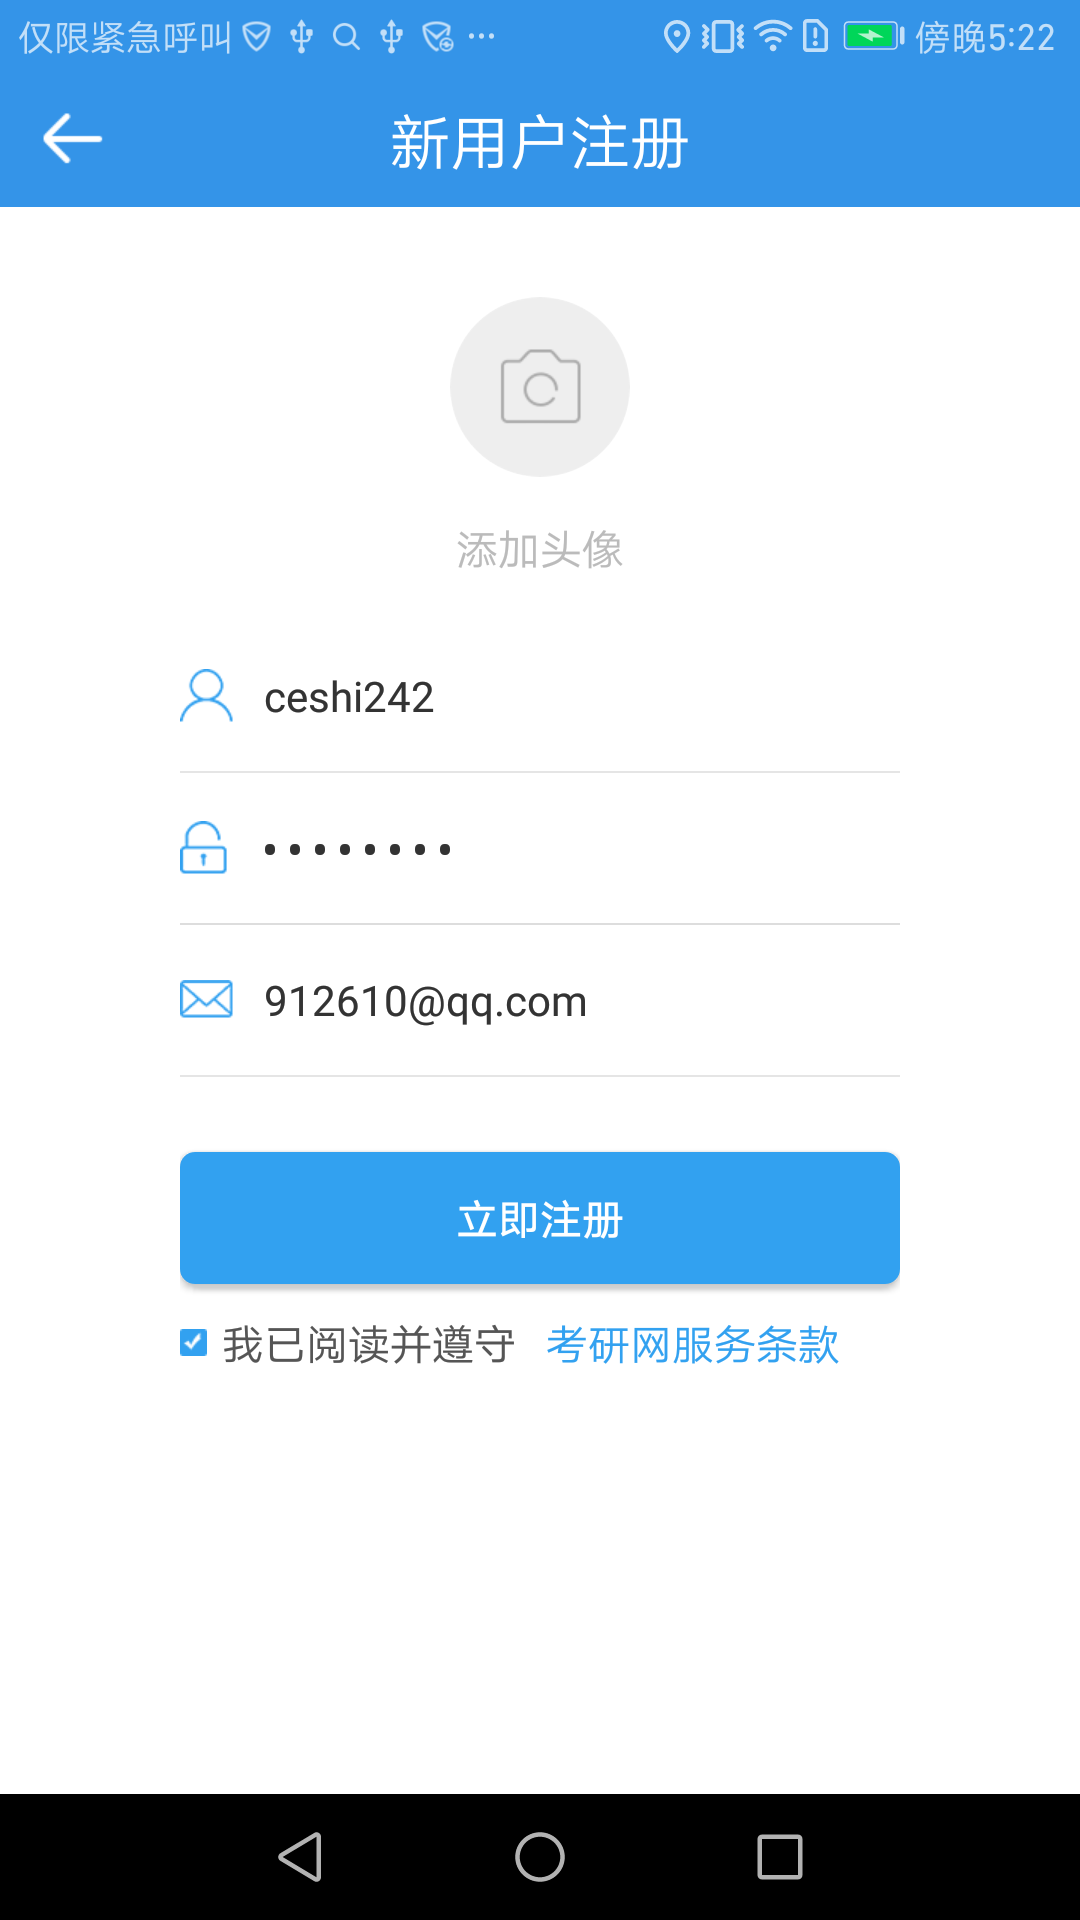 仅限紧急呼叫 傍晚5:22
新用户注册
添加头像
ceshi242
••••••••
912610@qq.com
立即注册
我已阅读并遵守 考研网服务条款